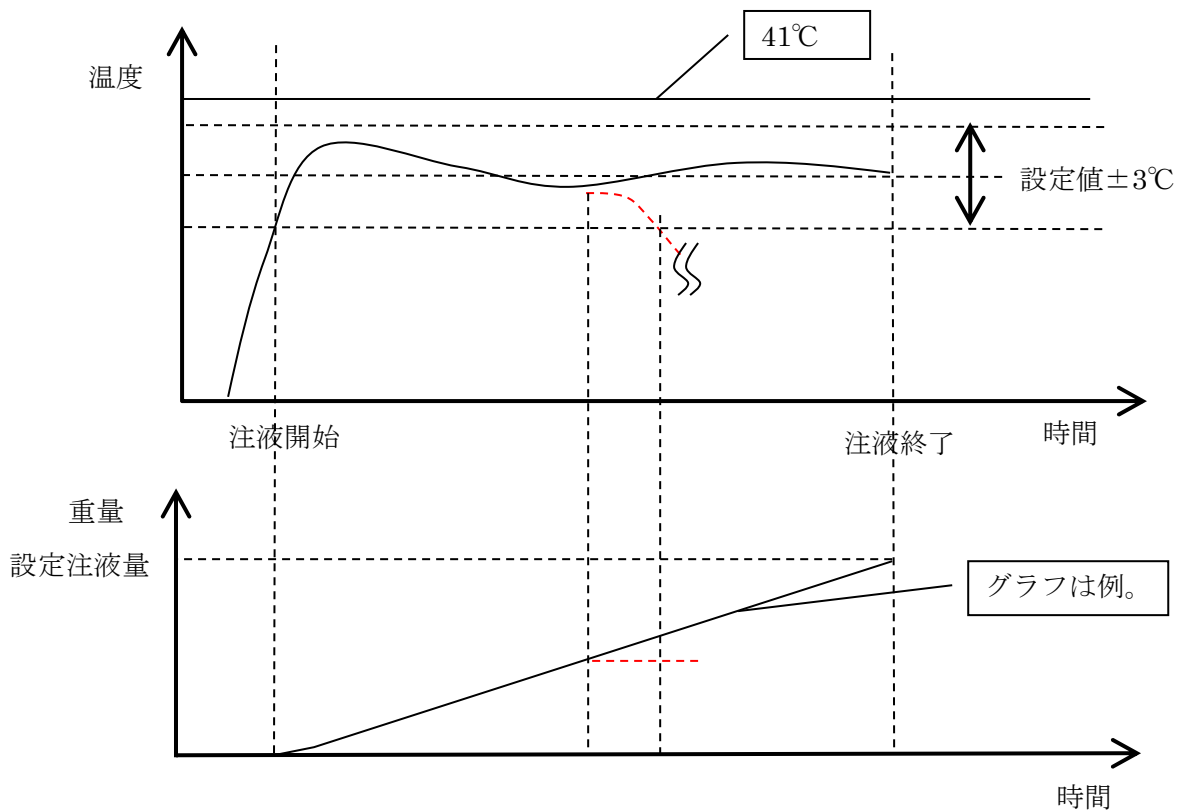 41℃
温度
設定値±3℃
注液開始
注液終了
時間
重量
設定注液量
グラフは例。
時間